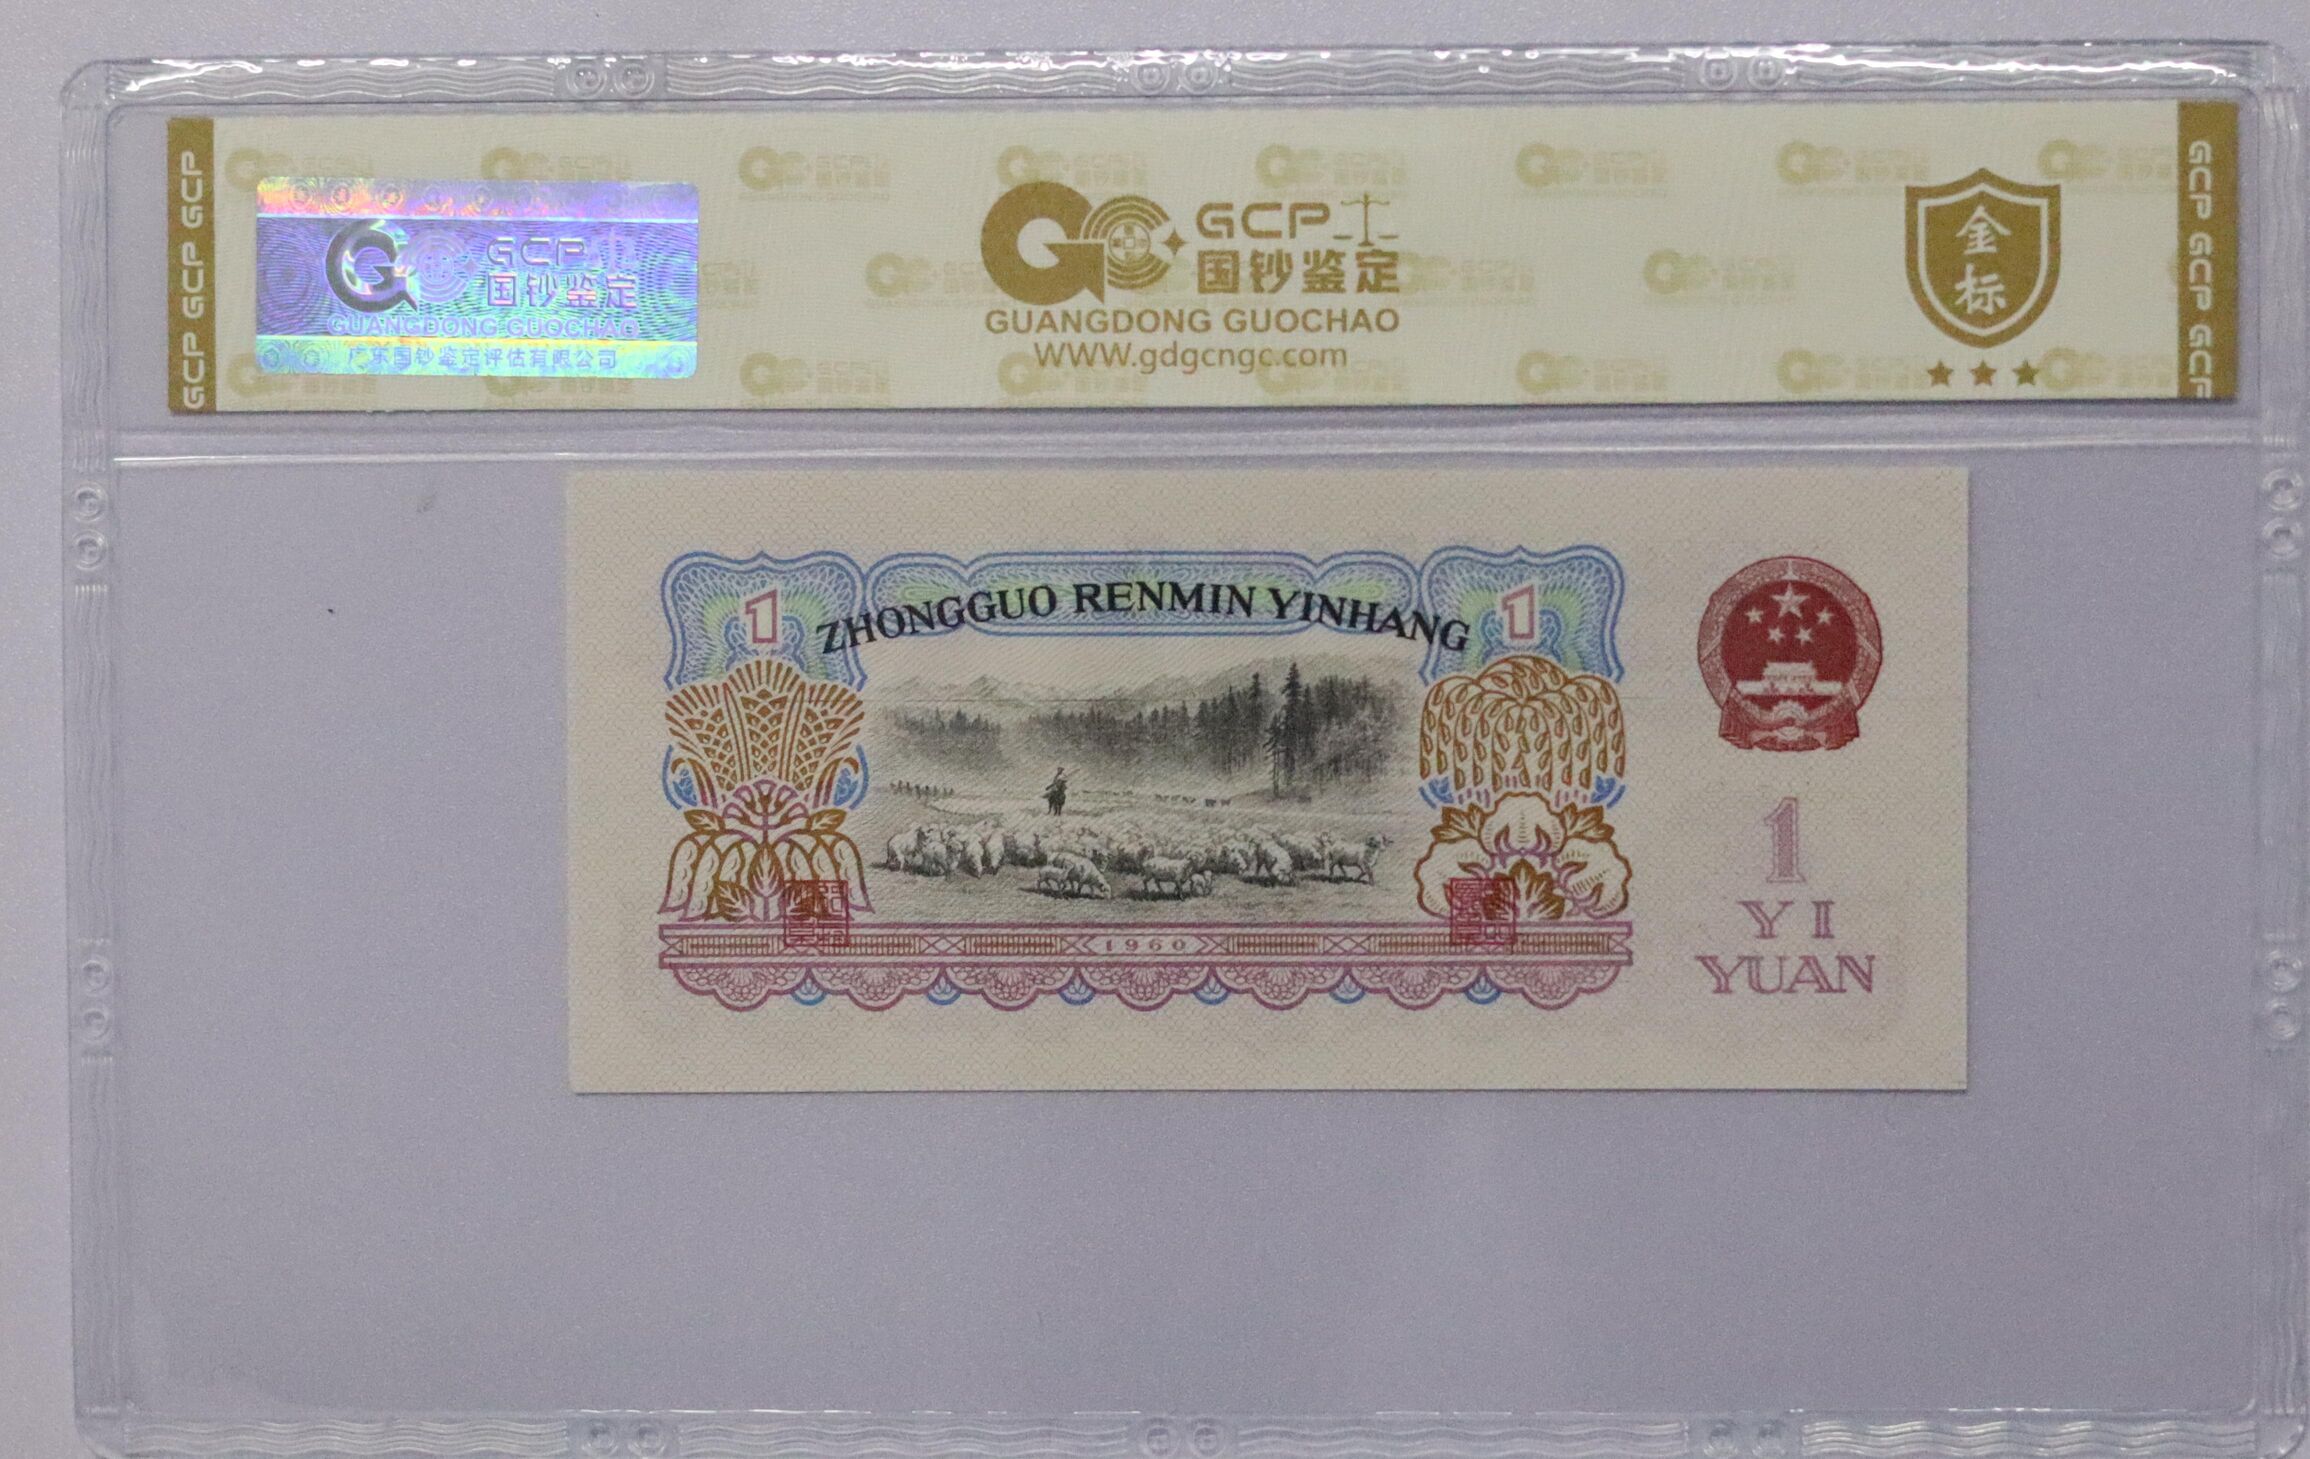 GCP GCP GCP
GCP
国钞鉴定
GUANGDONG GUOCHAO
广东国钞鉴定评估有限公司
GCP
国钞鉴定
GUANGDONG GUOCHAO
WWW.gdgcngc.com
金标
GCP GCP GCP
1
ZHONGGUO RENMIN YINHANG
1
1960
1
YI
YUAN